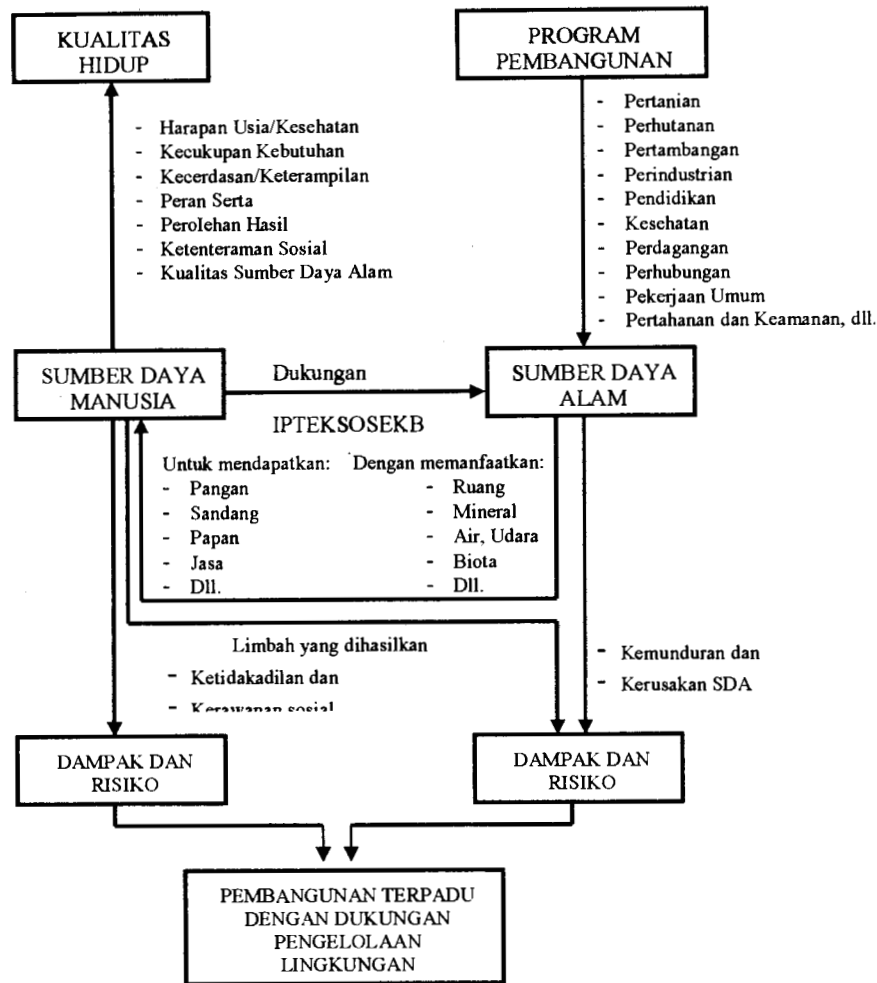 KUALITAS
HIDUP
PROGRAM
PEMBANGUNAN
- Harapan Usia/Kesehatan
- Kecukupan Kebutuhan
- Kecerdasan/Keterampilan
- Peran Serta
- Perolehan Hasil
- Ketenteraman Sosial
- Kualitas Sumber Daya Alam
- Pertanian
- Perhutanan
- Pertambangan
- Perindustrian
- Pendidikan
- Kesehatan
- Perdagangan
- Perhubungan
- Pekerjaan Umum
- Pertahanan dan Keamanan, dll.
SUMBER DAYA
MANUSIA
Dukungan
IPTEKSOSEKB
SUMBER DAYA
ALAM
Untuk mendapatkan:
- Pangan
- Sandang
- Papan
- Jasa
- Dll.
Dengan memanfaatkan:
- Ruang
- Mineral
- Air, Udara
- Biota
- Dll.
Limbah yang dihasilkan
- Ketidakadilan dan
- Kerawanan sosial
- Kemunduran dan
- Kerusakan SDA
DAMPAK DAN
RISIKO
DAMPAK DAN
RISIKO
PEMBANGUNAN TERPADU
DENGAN DUKUNGAN
PENGELOLAAN
LINGKUNGAN